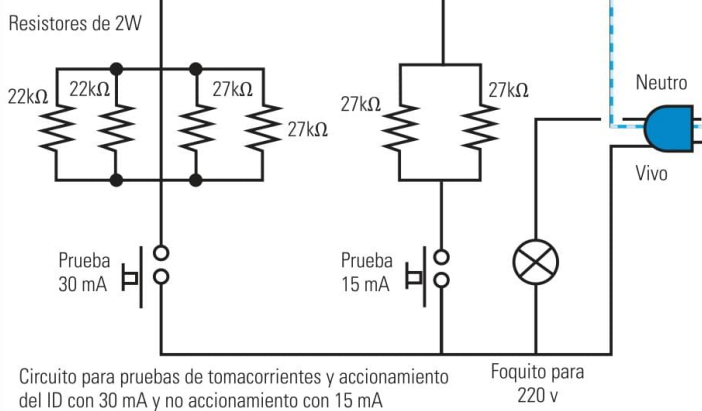 Resistores de 2W
22kΩ
22kΩ
27kΩ
27kΩ
27kΩ
27kΩ
Neutro
Vivo
Prueba
30 mA
Prueba
15 mA
Foquito para
220 v
Circuito para pruebas de tomacorrientes y accionamiento
del ID con 30 mA y no accionamiento con 15 mA